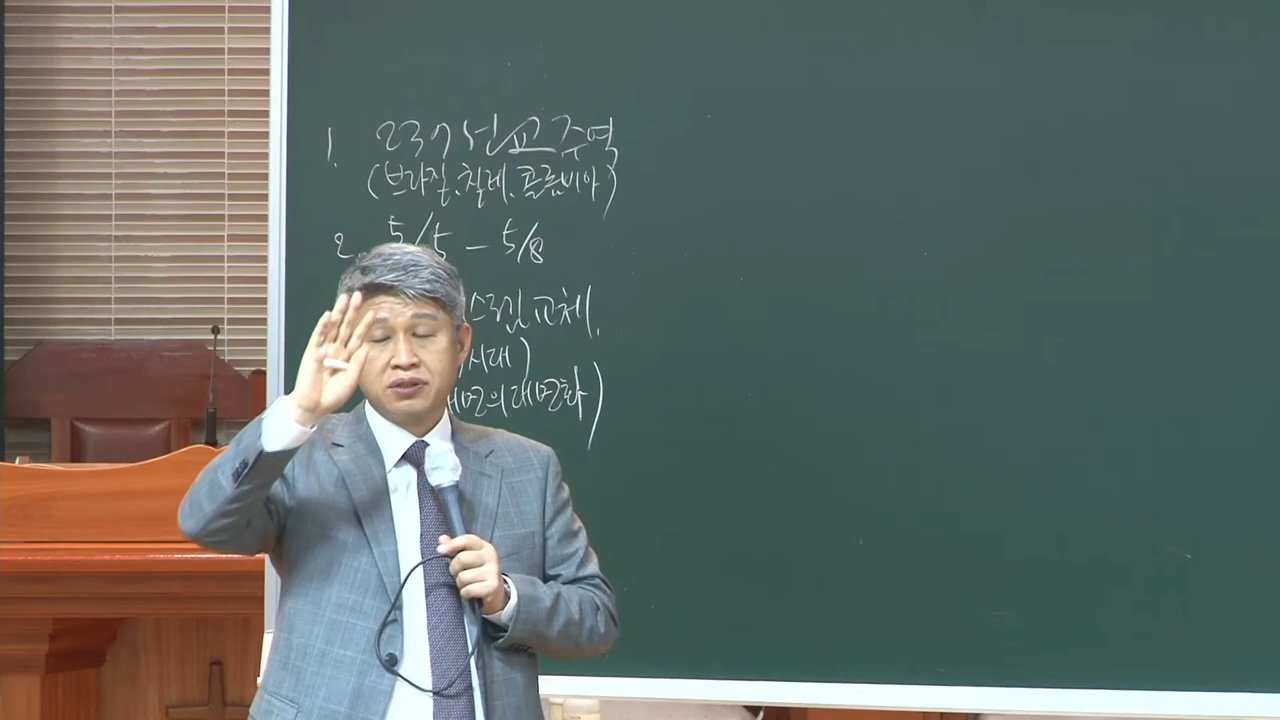 1. 237 선교 주역
(브라질, 칠레, 콜롬비아)
2. 5/5 - 5/8
스림 교체.
시대)
의 대면화)